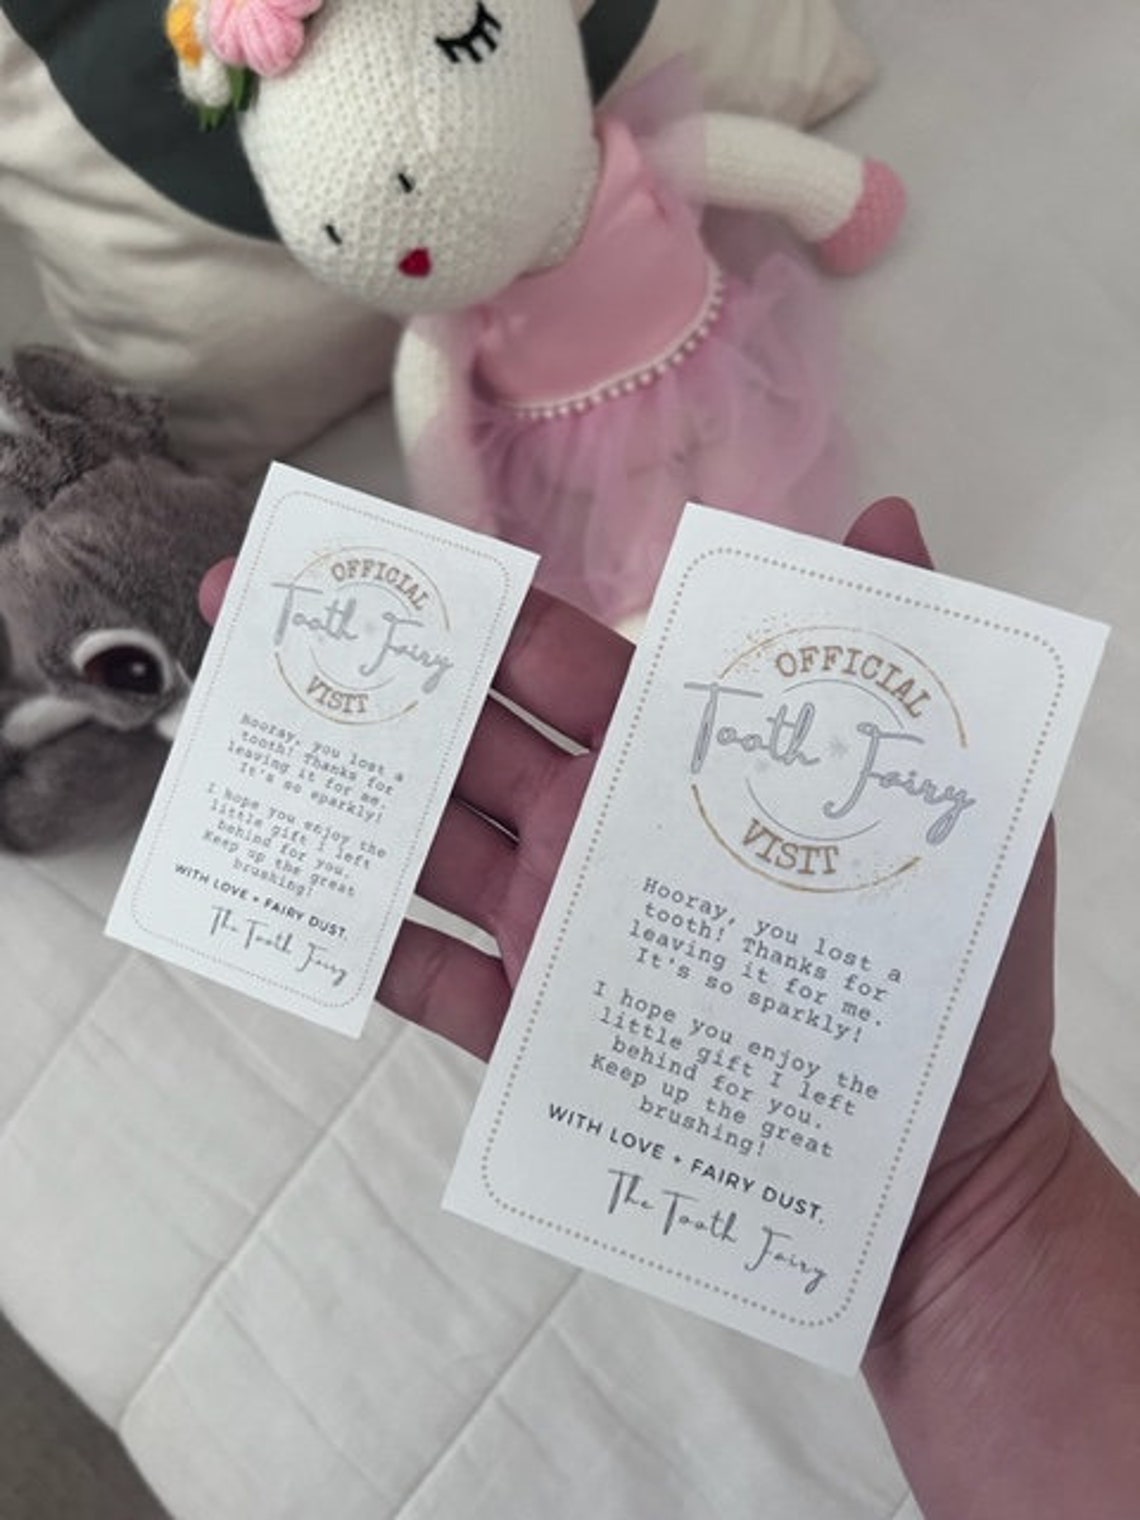 OFFICIAL
Tooth Fairy
VISIT
Hooray, you lost a
tooth! Thanks for
leaving it for me.
It's so sparkly!
I hope you enjoy the
little gift I left
behind for you.
Keep up the great
brushing!
WITH LOVE + FAIRY DUST,
The Tooth Fairy
OFFICIAL
Tooth Fairy
VISIT
Hooray, you lost a
tooth! Thanks for
leaving it for me.
It's so sparkly!
I hope you enjoy the
little gift I left
behind for you.
Keep up the great
brushing!
WITH LOVE + FAIRY DUST,
The Tooth Fairy